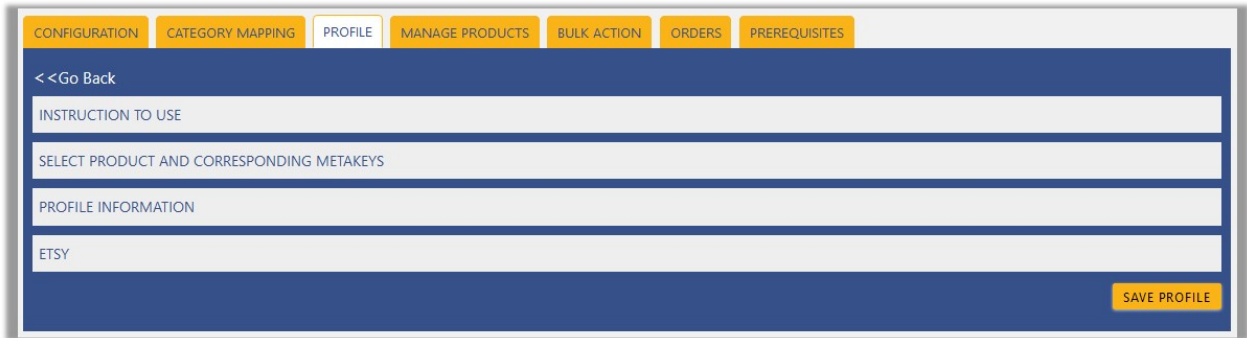 CONFIGURATION CATEGORY MAPPING PROFILE MANAGE PRODUCTS BULK ACTION ORDERS PREREQUISITES
<<Go Back
INSTRUCTION TO USE
SELECT PRODUCT AND CORRESPONDING METAKEYS
PROFILE INFORMATION
ETSY
SAVE PROFILE